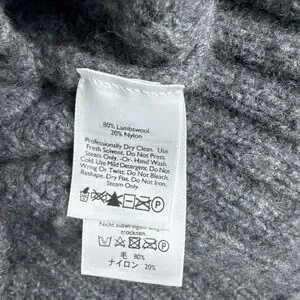 80% Lambswool
20% Nylon
Professionally Dry Clean. Use
Fresh Solvent. Do Not Press.
Steam Only. -Or- Hand Wash
Cold. Use Mild Detergent. Do Not
Wring Or Twist. Do Not Bleach.
Reshape. Dry Flat. Do Not Iron.
Steam Only.
Nicht auswringen
毛 80%
ナイロン 20%